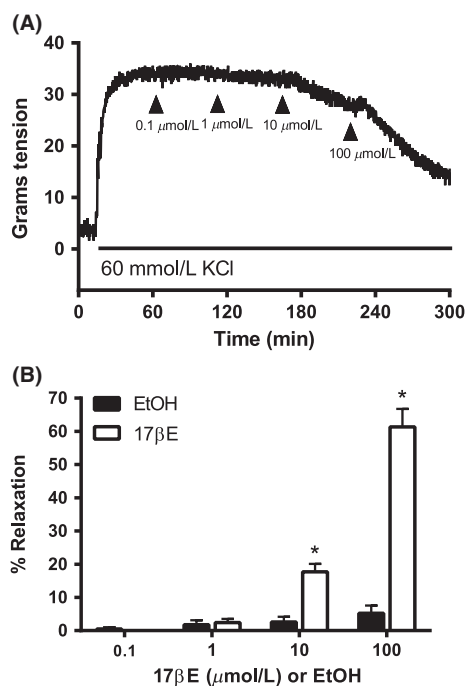 (A)
40
30
20
10
0
Grams tension
0.1 μmol/L
1 μmol/L
10 μmol/L
100 μmol/L
60 mmol/L KCl
0 60 120 180 240 300
Time (min)
(B)
70
60
50
40
30
20
10
0
% Relaxation
EtOH
17βE
*
*
0.1 1 10 100
17βE (μmol/L) or EtOH